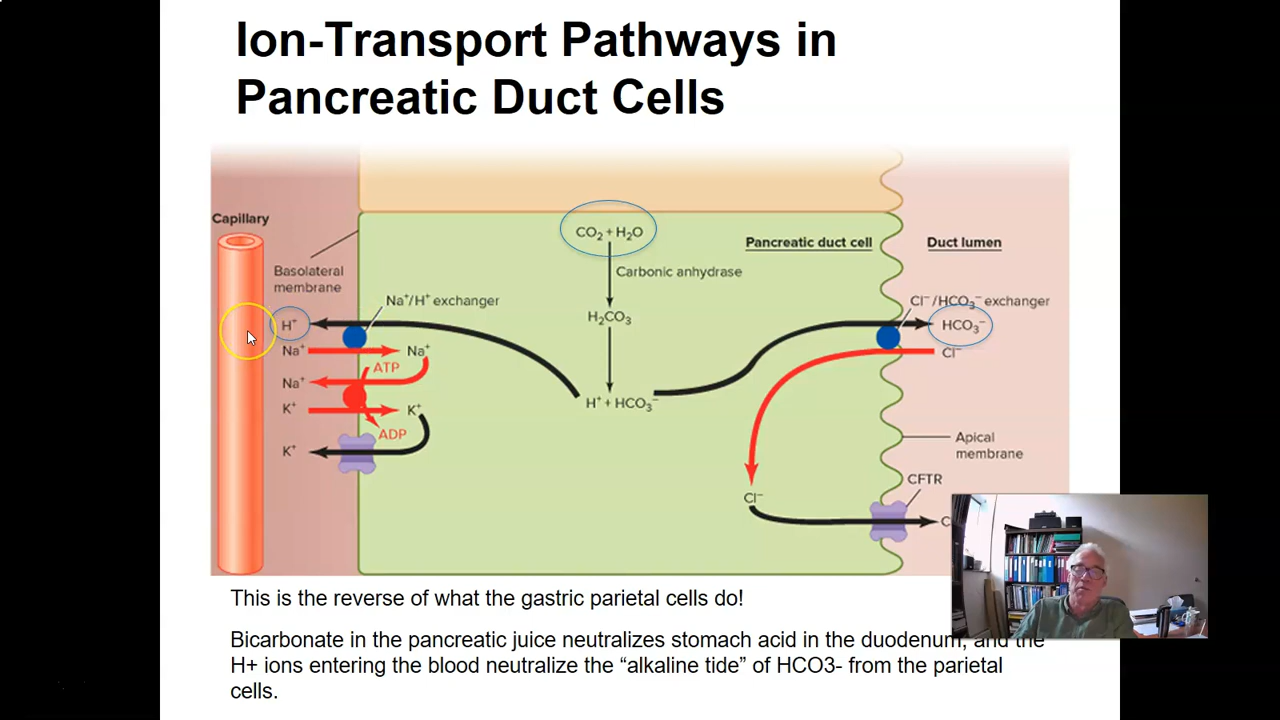 Ion-Transport Pathways in
Pancreatic Duct Cells
Capillary
CO₂ + H₂O
Pancreatic duct cell
Duct lumen
Basolateral
membrane
Carbonic anhydrase
Na⁺/H⁺ exchanger
Cl⁻/HCO₃⁻ exchanger
H⁺
H₂CO₃
HCO₃⁻
Na⁺
Na⁺
Cl⁻
ATP
Na⁺
K⁺
K⁺
H⁺ + HCO₃⁻
ADP
K⁺
Apical
membrane
CFTR
Cl⁻
This is the reverse of what the gastric parietal cells do!
Bicarbonate in the pancreatic juice neutralizes stomach acid in the duodenum, and the
H+ ions entering the blood neutralize the “alkaline tide” of HCO3- from the parietal
cells.